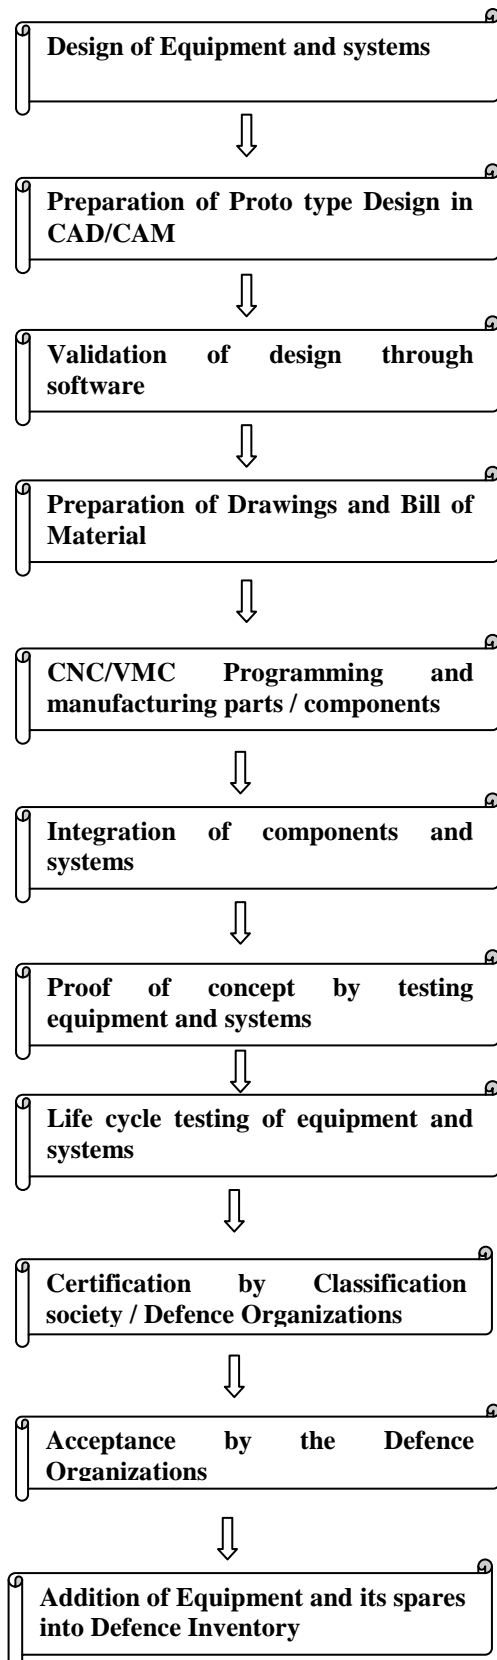 Design of Equipment and systems
Preparation of Proto type Design in
CAD/CAM
Validation of design through
software
Preparation of Drawings and Bill of
Material
CNC/VMC Programming and
manufacturing parts / components
Integration of components and
systems
Proof of concept by testing
equipment and systems
Life cycle testing of equipment and
systems
Certification by Classification
society / Defence Organizations
Acceptance by the Defence
Organizations
Addition of Equipment and its spares
into Defence Inventory